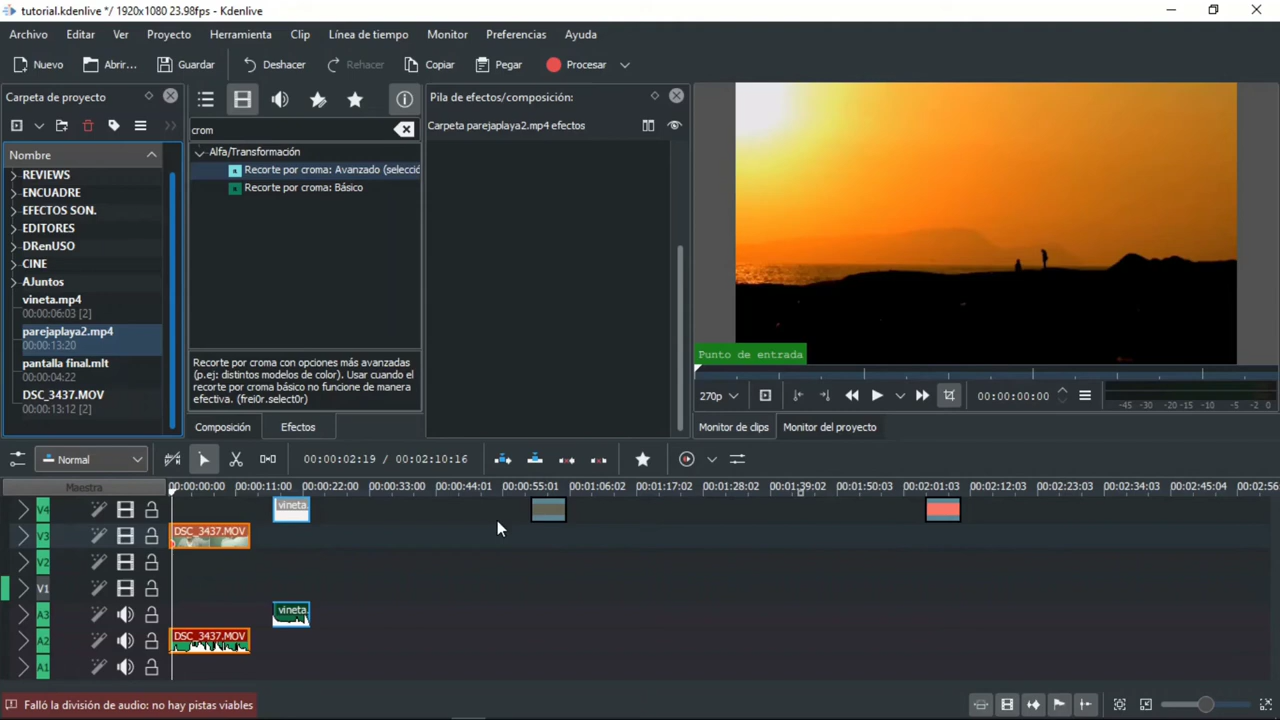 tutorial.kdenlive */ 1920x1080 23.98fps - Kdenlive
Archivo Editar Ver Proyecto Herramienta Clip Línea de tiempo Monitor Preferencias Ayuda
Nuevo Abrir... Guardar Deshacer Rehacer Copiar Pegar Procesar
Carpeta de proyecto
Pila de efectos/composición:
crom
Carpeta parejaplaya2.mp4 efectos
Nombre
Alfa/Transformación
Recorte por croma: Avanzado (selecció
Recorte por croma: Básico
REVIEWS
ENCUADRE
EFECTOS SON.
EDITORES
DRenUSO
CINE
AJuntos
vineta.mp4
00:00:06:03 [2]
parejaplaya2.mp4
00:00:13:20
pantalla final.mlt
00:00:04:22
DSC_3437.MOV
00:00:13:12 [2]
Recorte por croma con opciones más avanzadas
(p.ej: distintos modelos de color). Usar cuando el
recorte por croma básico no funcione de manera
efectiva. (frei0r.select0r)
Composición Efectos
Punto de entrada
270p 00:00:00:00 -45 -30 -20 -15 -10 -5 -2 0
Monitor de clips Monitor del proyecto
Normal 00:00:02:19 / 00:02:10:16
Maestra 00:00:00:00 00:00:11:00 00:00:22:00 00:00:33:00 00:00:44:01 00:00:55:01 00:01:06:02 00:01:17:02 00:01:28:02 00:01:39:02 00:01:50:03 00:02:01:03 00:02:12:03 00:02:23:03 00:02:34:03 00:02:45:04 00:02:56
V4 vineta.
V3 DSC_3437.MOV
V2
V1
A3 vineta.
A2 DSC_3437.MOV
A1
Falló la división de audio: no hay pistas viables